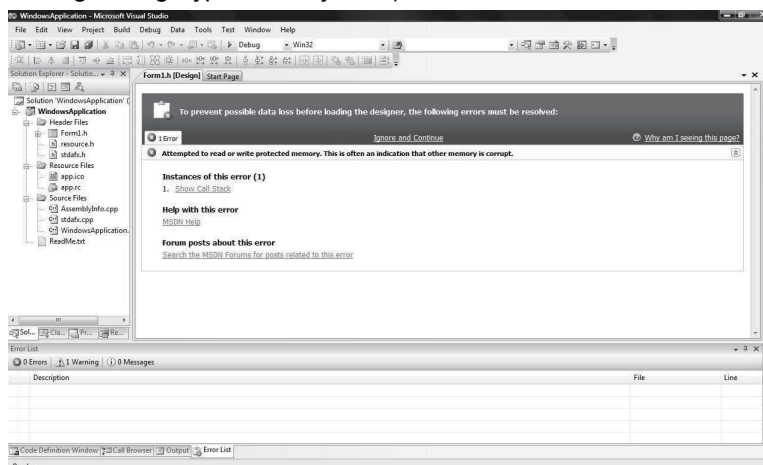 WindowsApplication - Microsoft Visual Studio
File Edit View Project Build Debug Data Tools Test Window Help
Debug Win32
Solution Explorer - Solutio...
Form1.h [Design] Start Page
Solution 'WindowsApplication' (
WindowsApplication
Header Files
Form1.h
resource.h
stdafx.h
Resource Files
app.ico
app.rc
Source Files
AssemblyInfo.cpp
stdafx.cpp
WindowsApplication.
ReadMe.txt
Sol... Cla... Pr... Re...
To prevent possible data loss before loading the designer, the following errors must be resolved:
1 Error Ignore and Continue Why am I seeing this page?
Attempted to read or write protected memory. This is often an indication that other memory is corrupt.
Instances of this error (1)
1. Show Call Stack
Help with this error
MSDN Help
Forum posts about this error
Search the MSDN Forums for posts related to this error
Error List
0 Errors 1 Warning 0 Messages
Description File Line
Code Definition Window Call Browser Output Error List